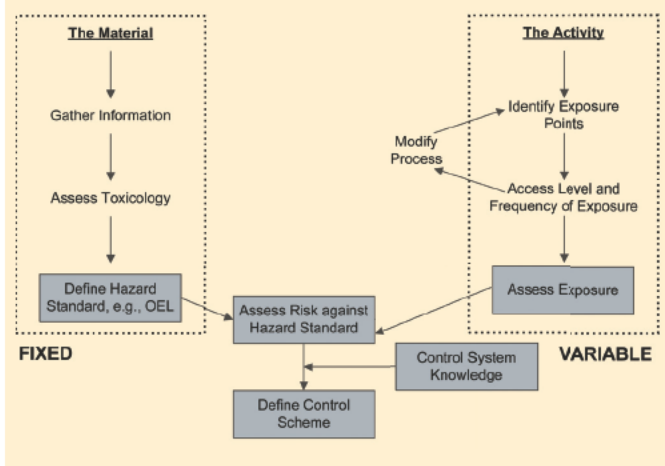 The Material
Gather Information
Assess Toxicology
Define Hazard
Standard, e.g., OEL
FIXED
The Activity
Identify Exposure
Points
Modify
Process
Access Level and
Frequency of Exposure
Assess Exposure
VARIABLE
Assess Risk against
Hazard Standard
Control System
Knowledge
Define Control
Scheme